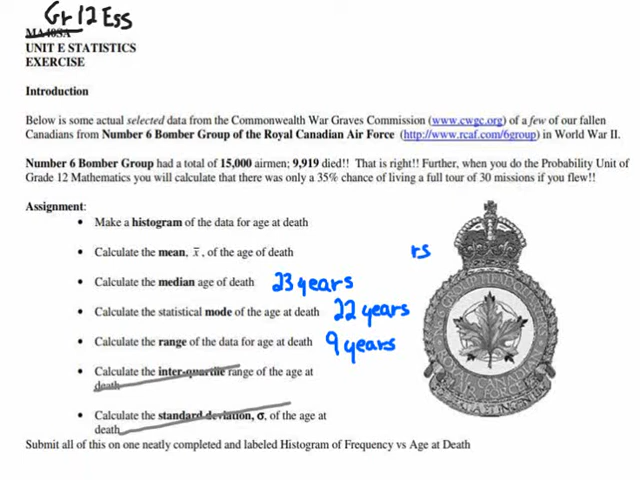 Gr 12 Ess
MA40SA
UNIT E STATISTICS
EXERCISE
Introduction
Below is some actual selected data from the Commonwealth War Graves Commission (www.cwgc.org) of a few of our fallen
Canadians from Number 6 Bomber Group of the Royal Canadian Air Force (http://www.rcaf.com/6group) in World War II.
Number 6 Bomber Group had a total of 15,000 airmen; 9,919 died!! That is right!! Further, when you do the Probability Unit of
Grade 12 Mathematics you will calculate that there was only a 35% chance of living a full tour of 30 missions if you flew!!
Assignment:
• Make a histogram of the data for age at death
• Calculate the mean, x̄, of the age of death rs
• Calculate the median age of death 23 years
• Calculate the statistical mode of the age at death 22 years
• Calculate the range of the data for age at death 9 years
• Calculate the inter-quartile range of the age at
death
• Calculate the standard deviation, σ, of the age at
death
Submit all of this on one neatly completed and labeled Histogram of Frequency vs Age at Death